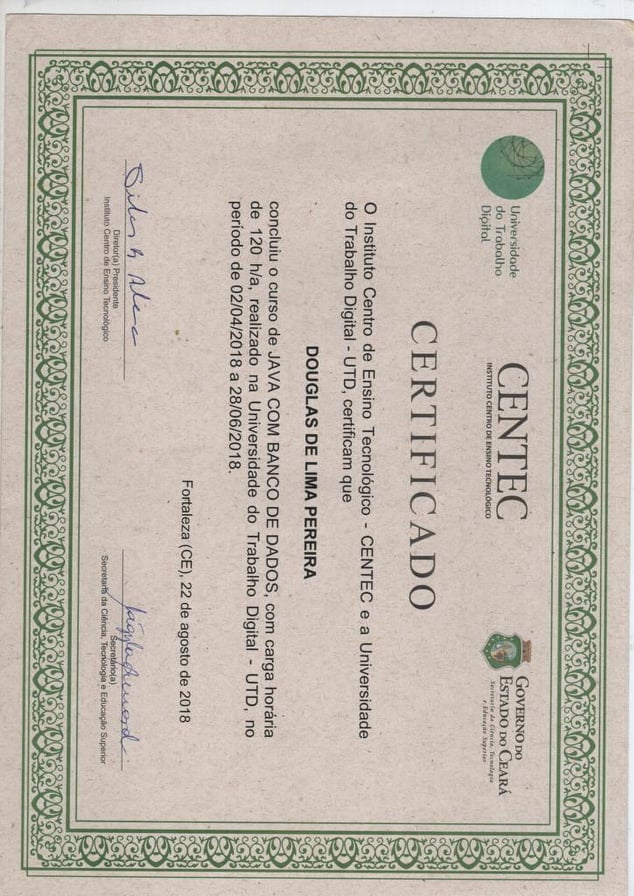 Universidade
do Trabalho
Digital
CENTEC
INSTITUTO CENTRO DE ENSINO TECNOLÓGICO
GOVERNO DO
ESTADO DO CEARÁ
Secretaria da Ciência, Tecnologia
e Educação Superior
CERTIFICADO
O Instituto Centro de Ensino Tecnológico - CENTEC e a Universidade
do Trabalho Digital - UTD, certificam que
DOUGLAS DE LIMA PEREIRA
concluiu o curso de JAVA COM BANCO DE DADOS, com carga horária
de 120 h/a, realizado na Universidade do Trabalho Digital - UTD, no
período de 02/04/2018 a 28/06/2018.
Fortaleza (CE), 22 de agosto de 2018
Diretor(a) Presidente
Instituto Centro de Ensino Tecnológico
Secretário(a)
Secretaria da Ciência, Tecnologia e Educação Superior